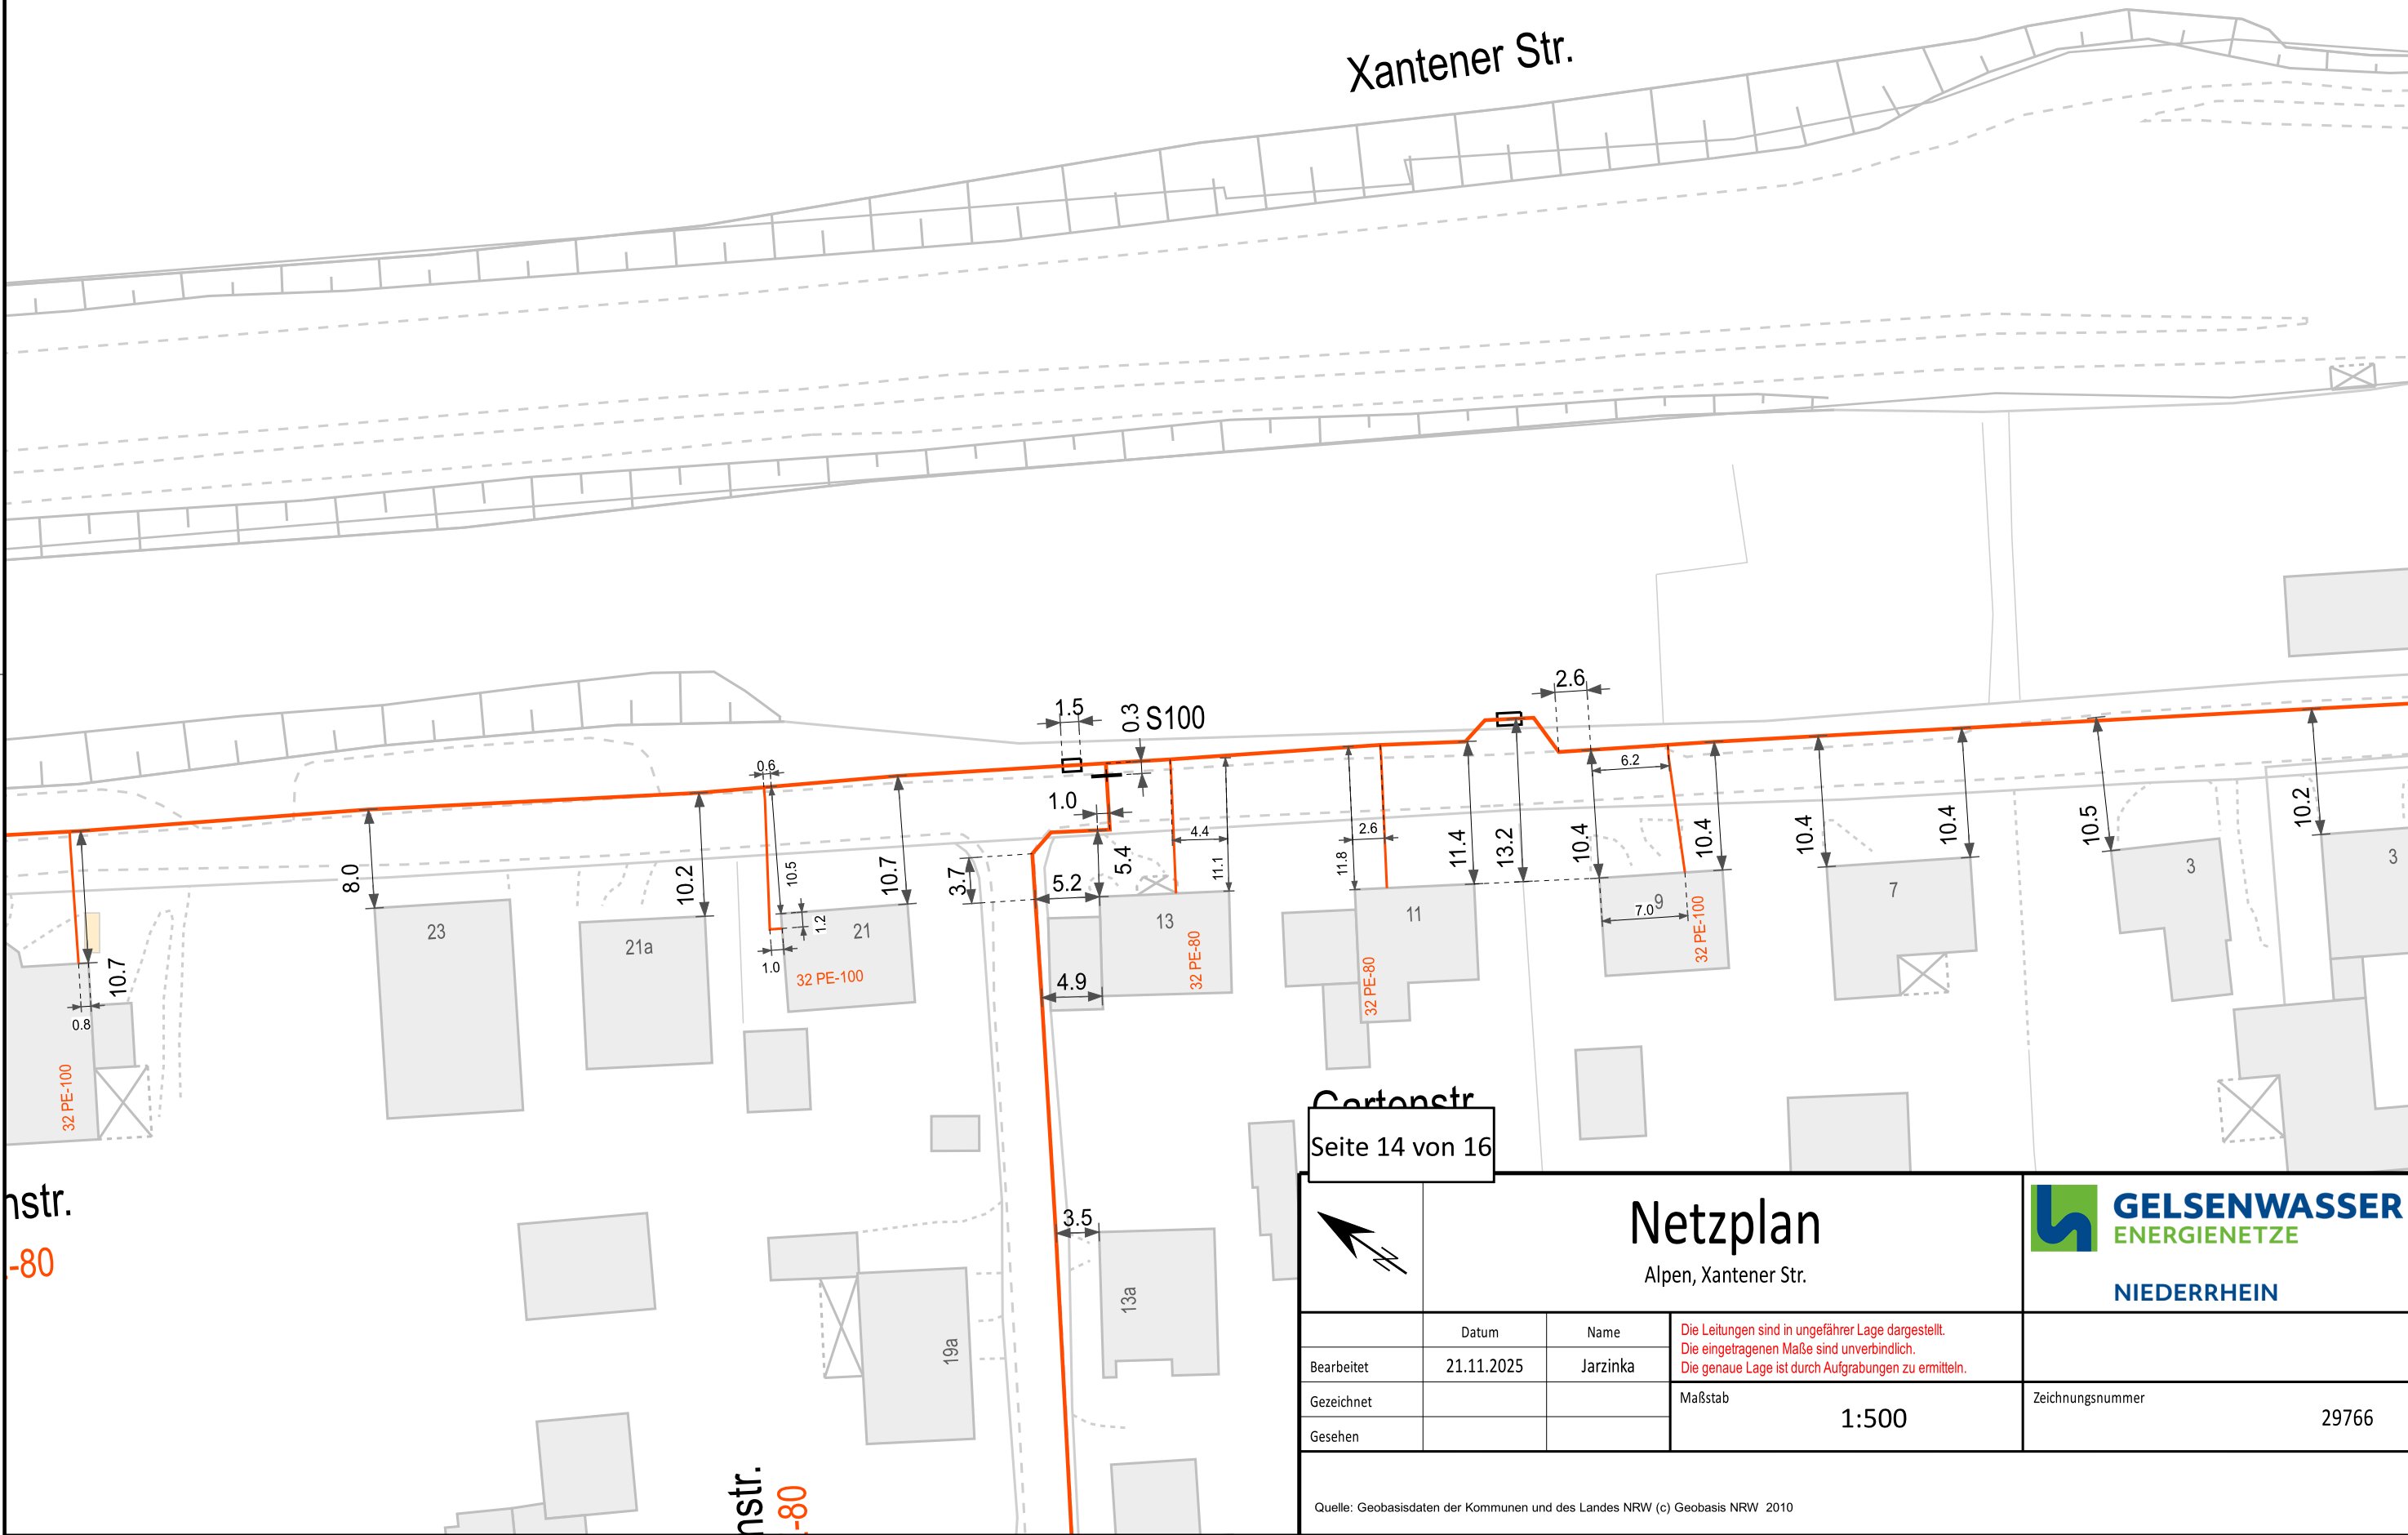 Xantener Str.
2.6
1.5
0.3
S100
0.6
6.2
1.0
4.4
2.6
8.0
10.2
10.5
10.7
3.7
5.2
5.4
11.1
11.8
11.4
13.2
10.4
10.4
10.4
10.4
10.5
10.2
23
21a
1.2
21
1.0
32 PE-100
13
32 PE-80
4.9
11
32 PE-80
7.0
9
32 PE-100
7
3
3
10.7
0.8
32 PE-100
Gartenstr.
Seite 14 von 16
nstr.
-80
3.5
13a
19a
nstr.
-80
Netzplan
Alpen, Xantener Str.
GELSENWASSER
ENERGIENETZE
NIEDERRHEIN
Datum Name
Bearbeitet 21.11.2025 Jarzinka
Gezeichnet
Gesehen
Die Leitungen sind in ungefährer Lage dargestellt.
Die eingetragenen Maße sind unverbindlich.
Die genaue Lage ist durch Aufgrabungen zu ermitteln.
Maßstab
1:500
Zeichnungsnummer
29766
Quelle: Geobasisdaten der Kommunen und des Landes NRW (c) Geobasis NRW 2010